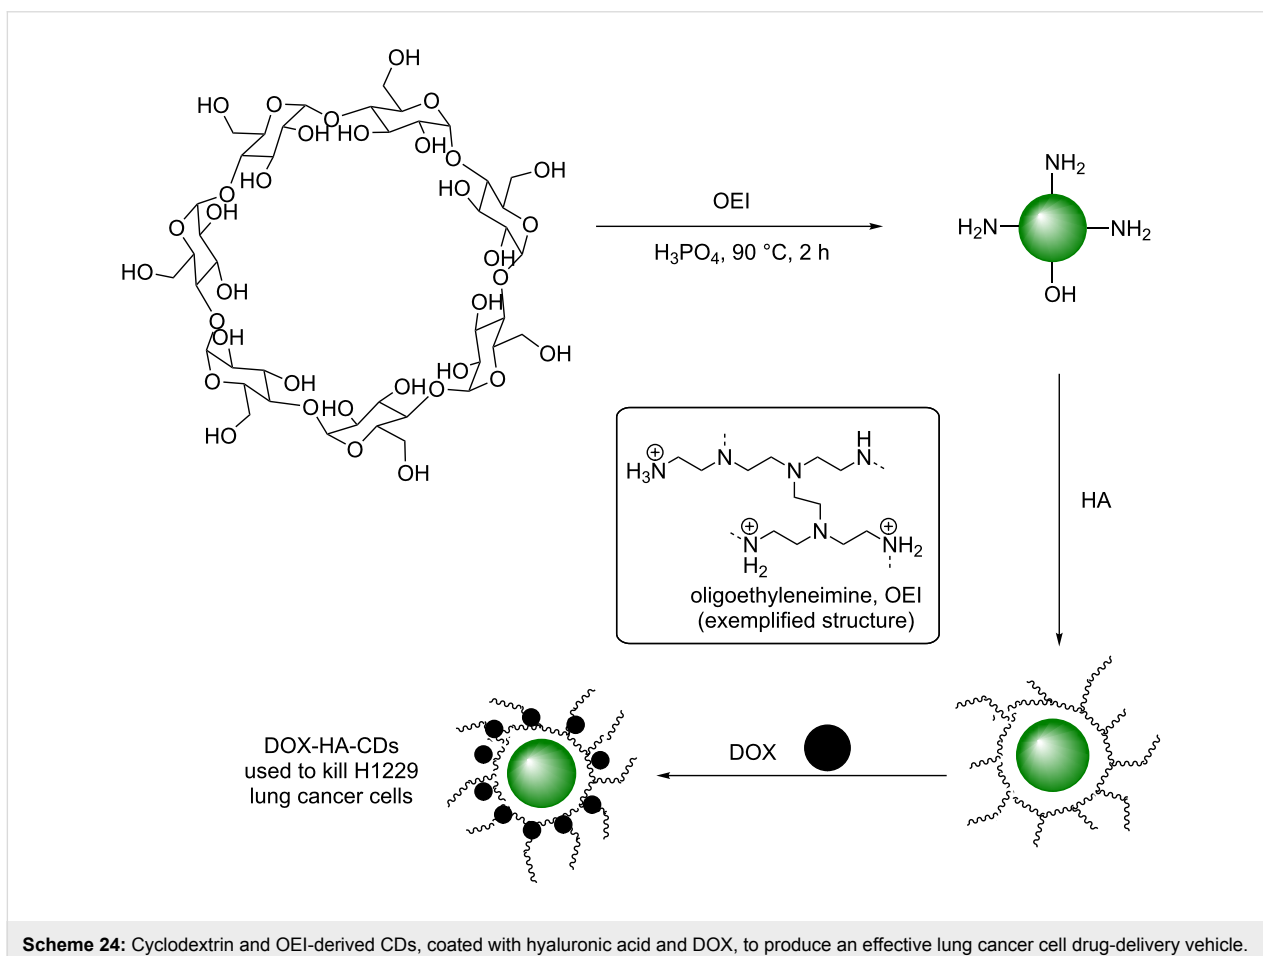 OH
HO
O
O
O
OH
HO
OH
HO
O
HO
OH
O
OH
O
O
OH
HO
OH
O
OH
O
OH
OH
HO
O
OH
O
OH
HO
O
O
OH
HO
O
OH
HO
O
OH
OEI
H3PO4, 90 °C, 2 h
NH2
H2N
NH2
OH
HA
H3N
+
N
N
H
N
N
+
N
H2
+
NH2
oligoethyleneimine, OEI
(exemplified structure)
DOX
DOX-HA-CDs
used to kill H1229
lung cancer cells
Scheme 24: Cyclodextrin and OEI-derived CDs, coated with hyaluronic acid and DOX, to produce an effective lung cancer cell drug-delivery vehicle.